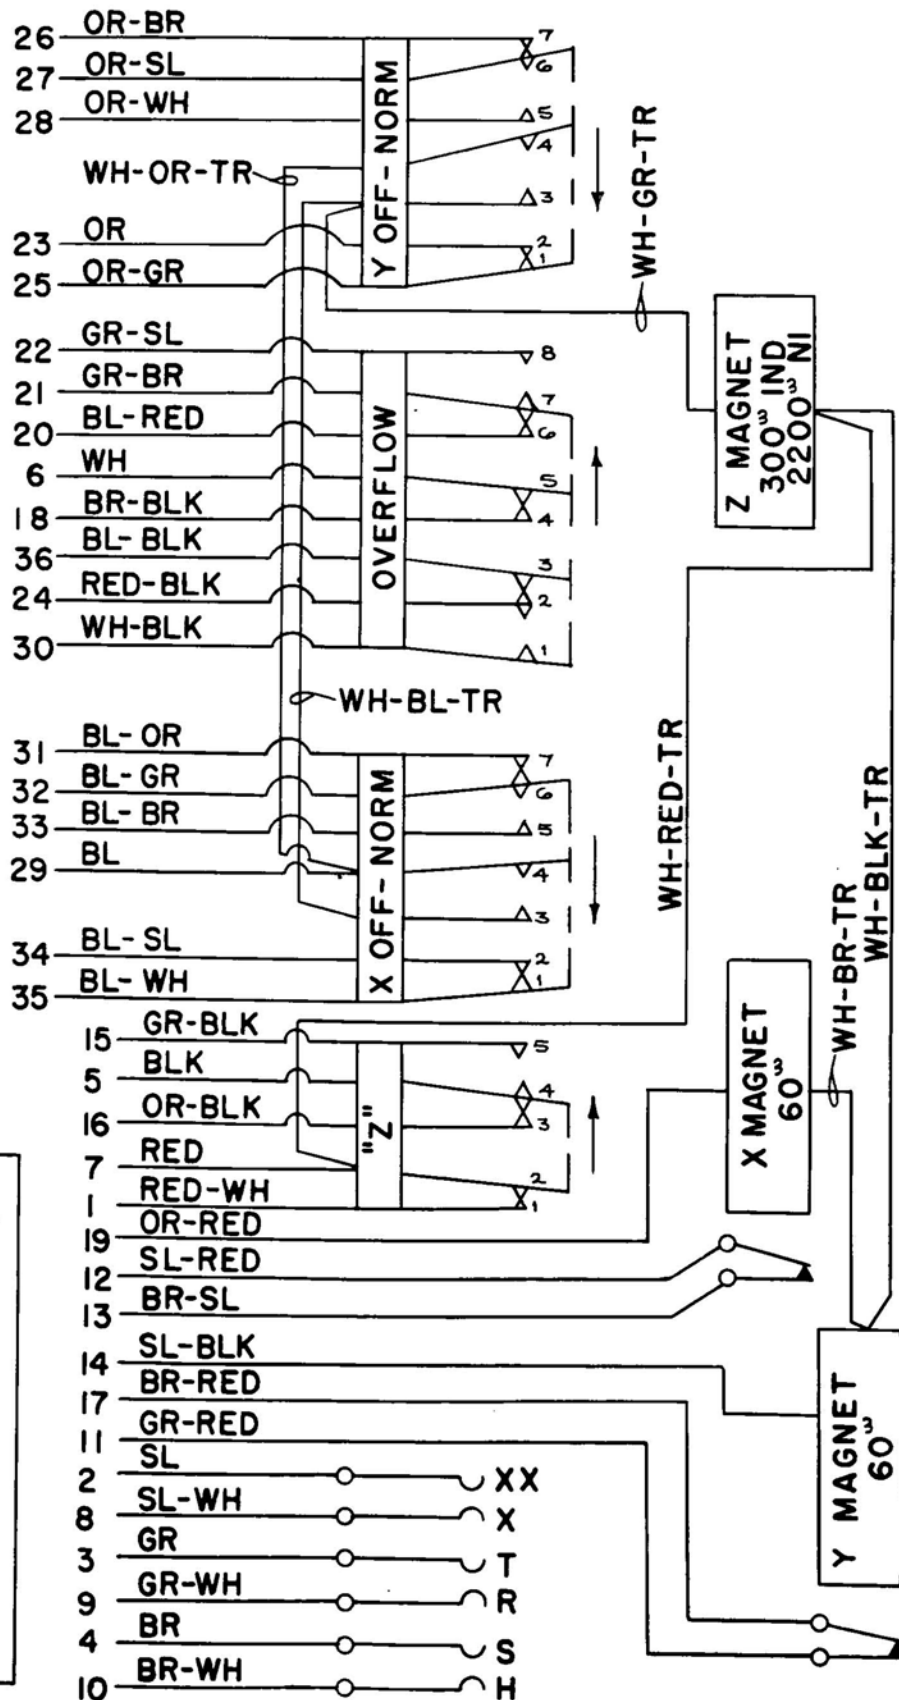 26 OR-BR
27 OR-SL
28 OR-WH
WH-OR-TR
23 OR
25 OR-GR
Y OFF-NORM
7
6
5
4
3
2
1
WH-GR-TR
22 GR-SL
21 GR-BR
20 BL-RED
6 WH
18 BR-BLK
36 BL-BLK
24 RED-BLK
30 WH-BLK
OVERFLOW
8
7
6
5
4
3
2
1
Z MAGNET
300ω IND
2200ω NI
WH-BL-TR
31 BL-OR
32 BL-GR
33 BL-BR
29 BL
34 BL-SL
35 BL-WH
X OFF-NORM
7
6
5
4
3
2
1
WH-RED-TR
WH-BLK-TR
WH-BR-TR
15 GR-BLK
5 BLK
16 OR-BLK
7 RED
1 RED-WH
"Z"
5
4
3
2
1
X MAGNET
60ω
19 OR-RED
12 SL-RED
13 BR-SL
14 SL-BLK
17 BR-RED
11 GR-RED
Y MAGNET
60ω
2 SL XX
8 SL-WH X
3 GR T
9 GR-WH R
4 BR S
10 BR-WH H